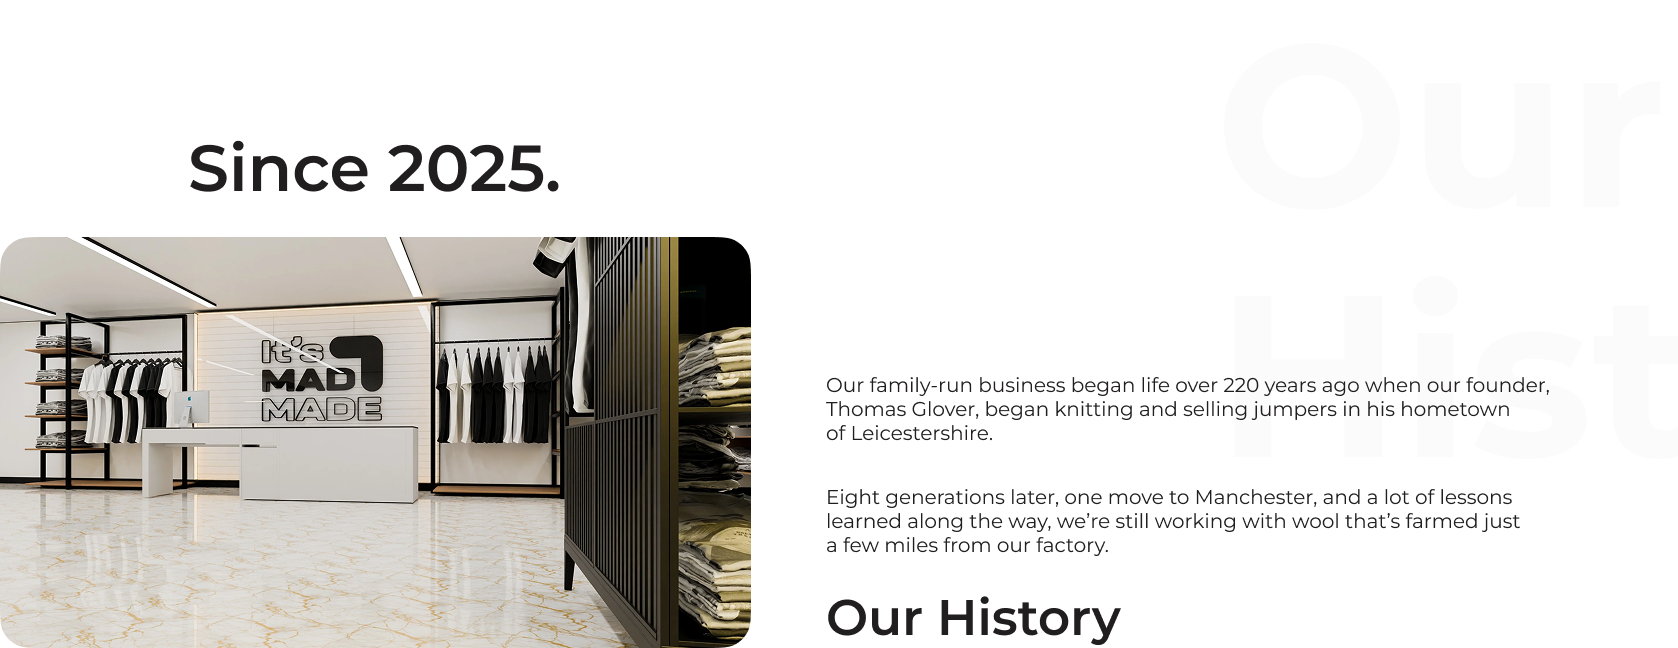 Our
Hist
Since 2025.
It's
MAD
MADE
Our family-run business began life over 220 years ago when our founder,
Thomas Glover, began knitting and selling jumpers in his hometown
of Leicestershire.
Eight generations later, one move to Manchester, and a lot of lessons
learned along the way, we’re still working with wool that’s farmed just
a few miles from our factory.
Our History